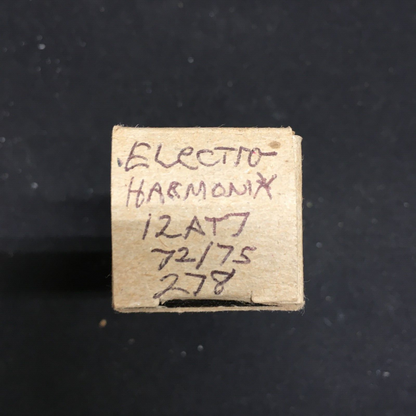 ELECTRO-
HARMONIX
12AT7
72/75
278